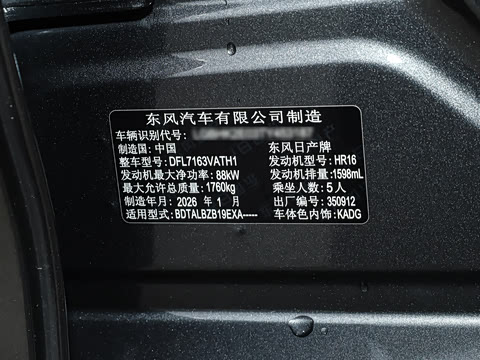 东风汽车有限公司制造
车辆识别代号:
制造国: 中国 东风日产牌
整车型号: DFL7163VATH1 发动机型号: HR16
发动机最大净功率: 88kW 发动机排量: 1598mL
最大允许总质量: 1760kg 乘坐人数: 5人
制造年月: 2026 年 1 月 出厂编号: 350912
适用型式: BDTALBZB19EXA----- 车体色内饰: KADG